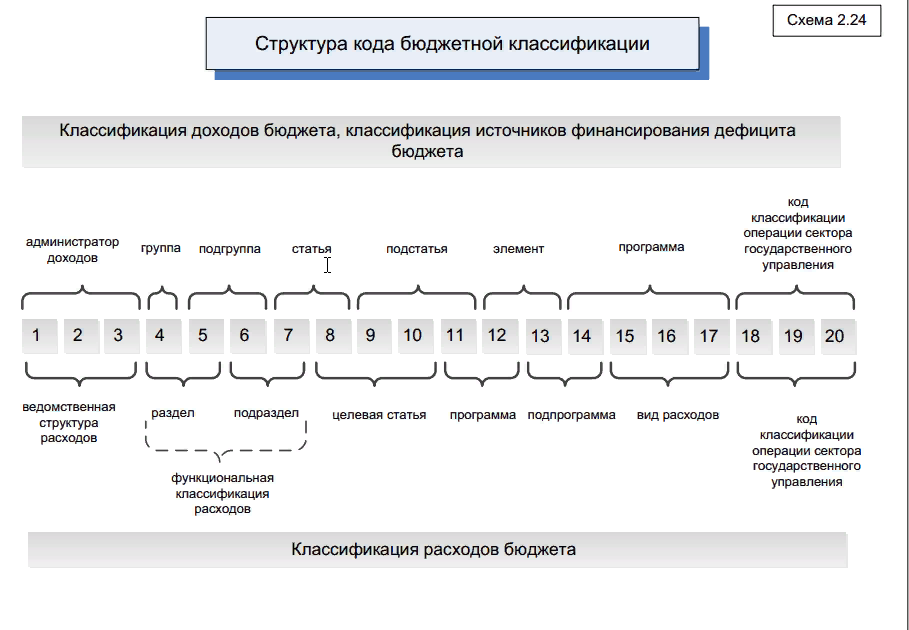 Схема 2.24
Структура кода бюджетной классификации
Классификация доходов бюджета, классификация источников финансирования дефицита
бюджета
администратор
доходов
группа
подгруппа
статья
подстатья
элемент
программа
код
классификации
операции сектора
государственного
управления
1 2 3 4 5 6 7 8 9 10 11 12 13 14 15 16 17 18 19 20
ведомственная
структура
расходов
раздел
подраздел
целевая статья
программа
подпрограмма
вид расходов
код
классификации
операции сектора
государственного
управления
функциональная
классификация
расходов
Классификация расходов бюджета